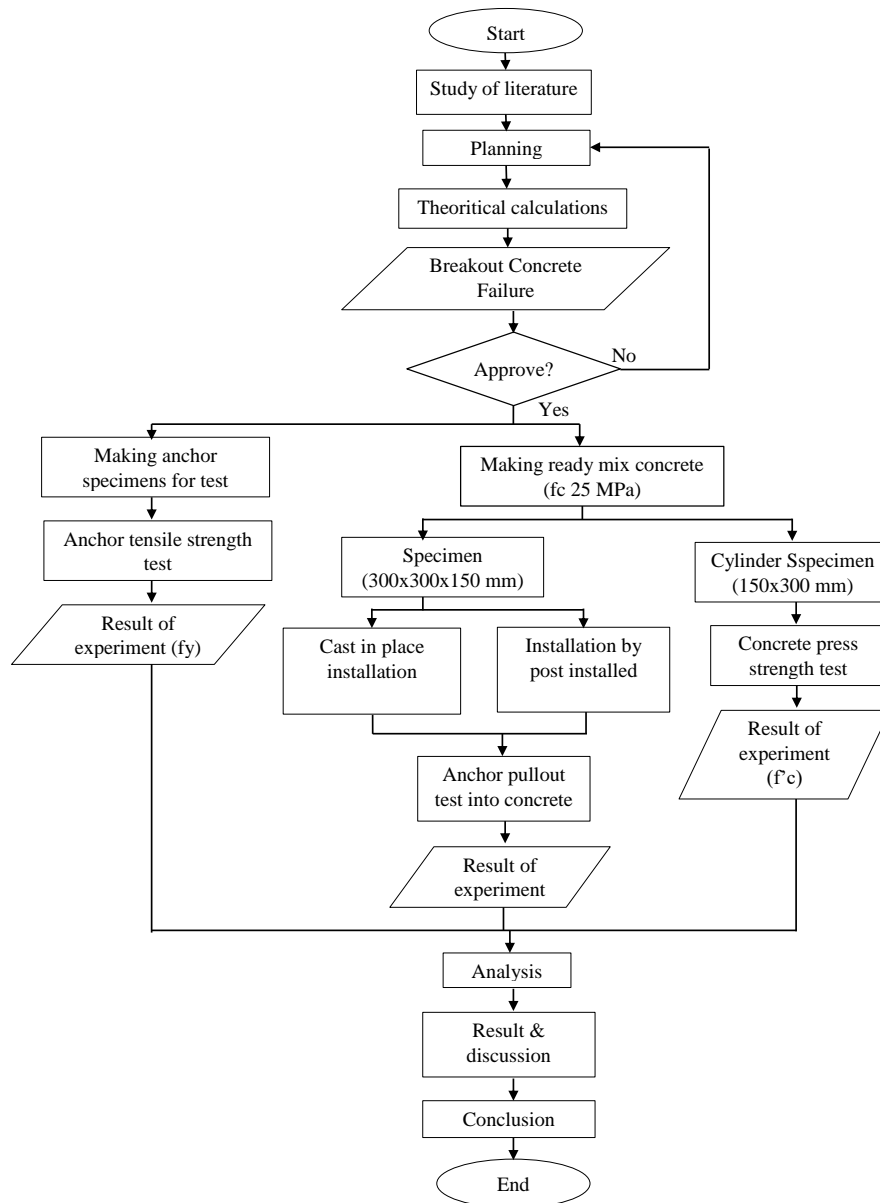 Start
Study of literature
Planning
Theoritical calculations
Breakout Concrete
Failure
Approve?
No
Yes
Making anchor
specimens for test
Making ready mix concrete
(fc 25 MPa)
Anchor tensile strength
test
Specimen
(300x300x150 mm)
Cylinder Sspecimen
(150x300 mm)
Result of
experiment (fy)
Cast in place
installation
Installation by
post installed
Concrete press
strength test
Anchor pullout
test into concrete
Result of
experiment
(f’c)
Result of
experiment
Analysis
Result &
discussion
Conclusion
End